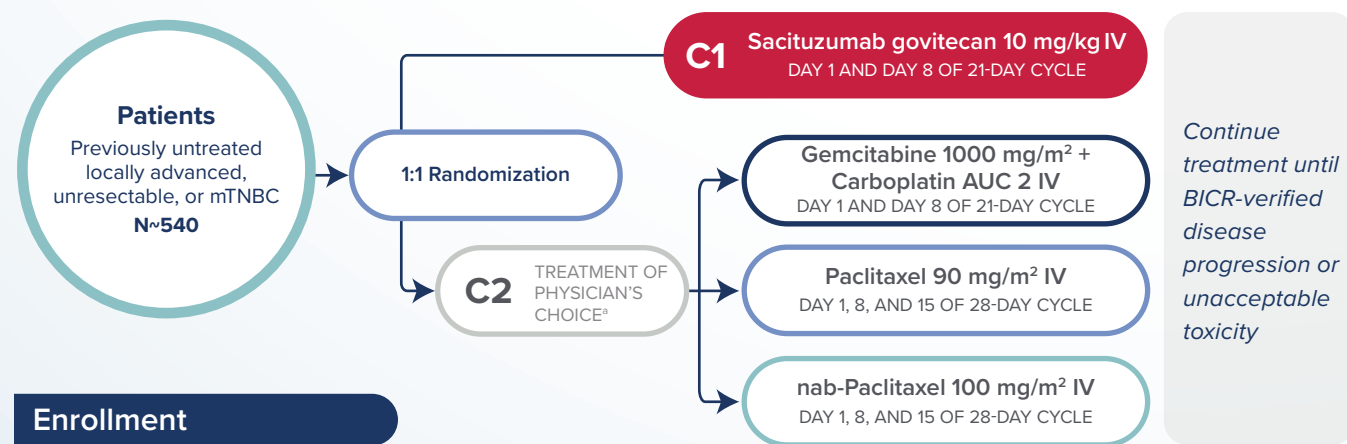 Patients
Previously untreated
locally advanced,
unresectable, or mTNBC
N~540
1:1 Randomization
C1
Sacituzumab govitecan 10 mg/kg IV
DAY 1 AND DAY 8 OF 21-DAY CYCLE
C2
TREATMENT OF
PHYSICIAN'S
CHOICEᵃ
Gemcitabine 1000 mg/m² +
Carboplatin AUC 2 IV
DAY 1 AND DAY 8 OF 21-DAY CYCLE
Paclitaxel 90 mg/m² IV
DAY 1, 8, AND 15 OF 28-DAY CYCLE
nab-Paclitaxel 100 mg/m² IV
DAY 1, 8, AND 15 OF 28-DAY CYCLE
Continue
treatment until
BICR-verified
disease
progression or
unacceptable
toxicity
Enrollment